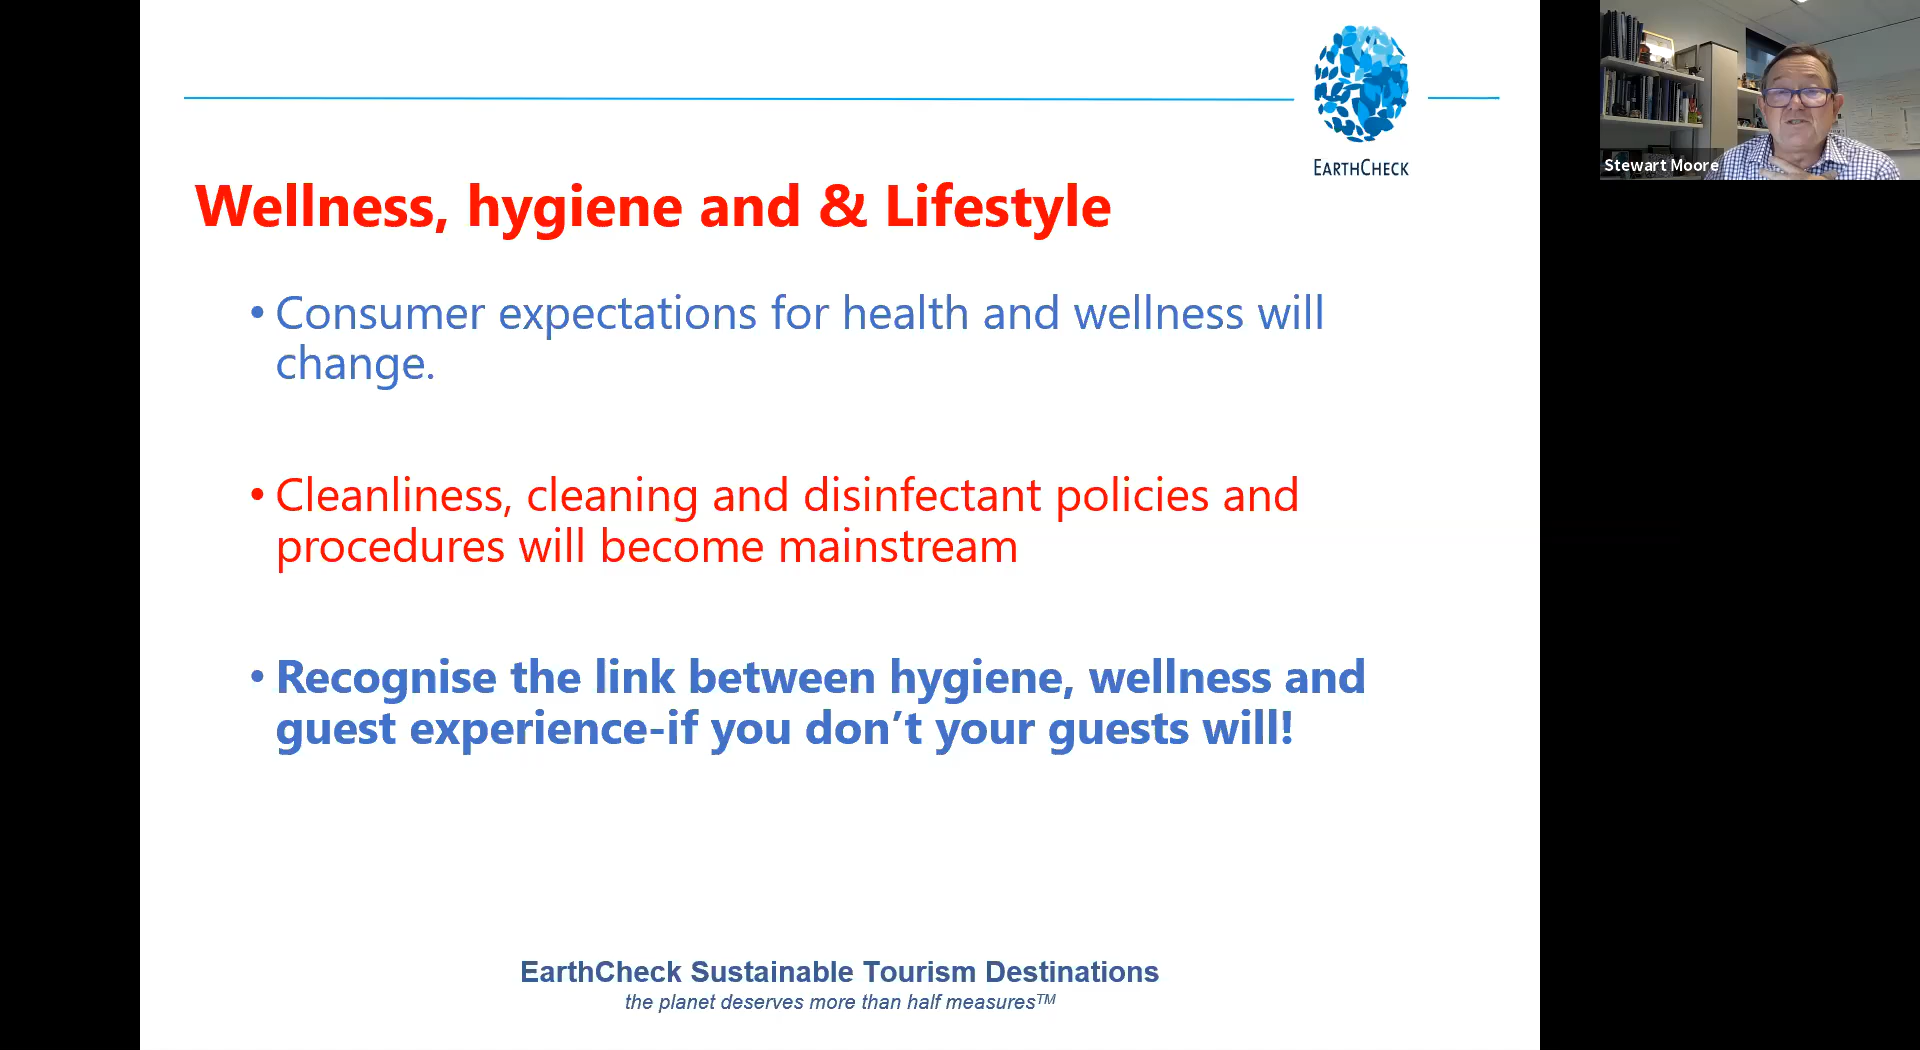 EARTHCHECK
Stewart Moore
Wellness, hygiene and & Lifestyle
• Consumer expectations for health and wellness will
change.
• Cleanliness, cleaning and disinfectant policies and
procedures will become mainstream
• Recognise the link between hygiene, wellness and
guest experience-if you don’t your guests will!
EarthCheck Sustainable Tourism Destinations
the planet deserves more than half measures™